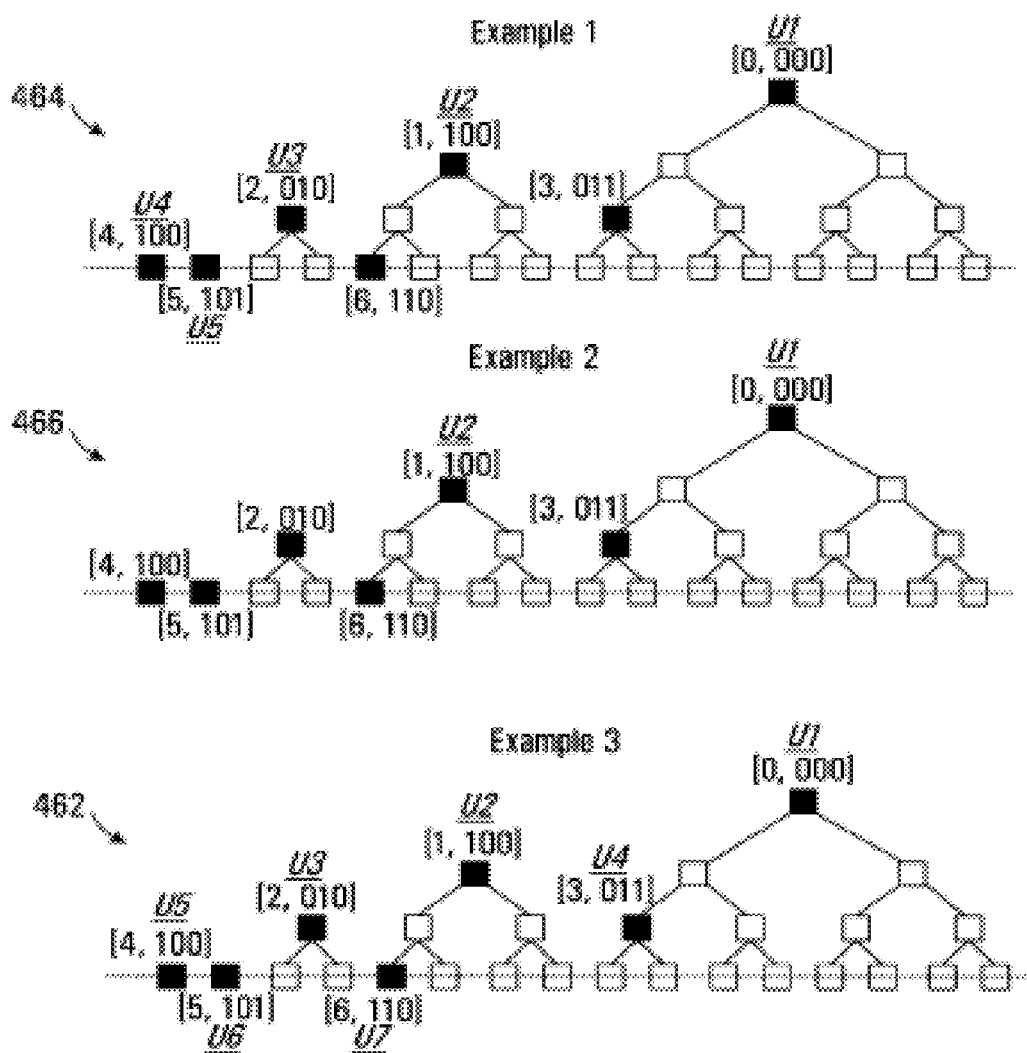 Example 1
U1
[0, 000]
464
U2
[1, 100]
U3
[2, 010]
[3, 011]
U4
[4, 100]
[5, 101]
U5
[6, 110]
Example 2
U1
[0, 000]
466
U2
[1, 100]
[2, 010]
[3, 011]
[4, 100]
[5, 101]
[6, 110]
Example 3
U1
[0, 000]
462
U2
[1, 100]
U3
[2, 010]
U4
[3, 011]
U5
[4, 100]
[5, 101]
U6
[6, 110]
U7